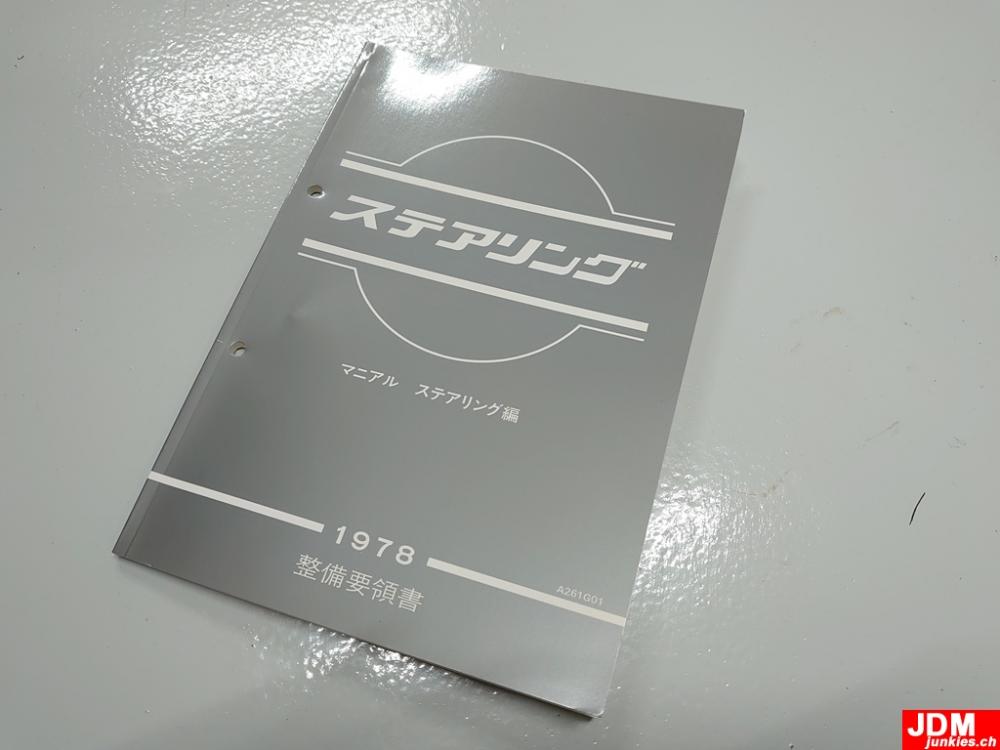 ステアリング
マニアル ステアリング編
1978
整備要領書
A261G01
JDM
junkies.ch